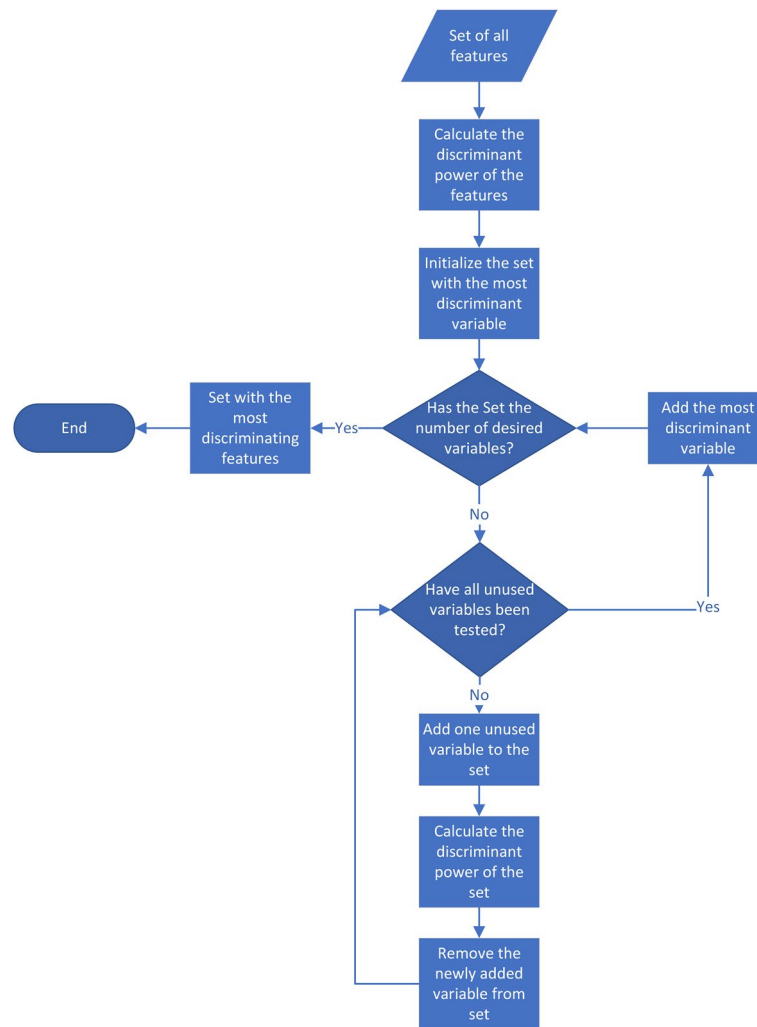 Set of all
features
Calculate the
discriminant
power of the
features
Initialize the set
with the most
discriminant
variable
Has the Set the
number of desired
variables?
Yes
Set with the
most
discriminating
features
End
Add the most
discriminant
variable
No
Have all unused
variables been
tested?
Yes
No
Add one unused
variable to the
set
Calculate the
discriminant
power of the
set
Remove the
newly added
variable from
set